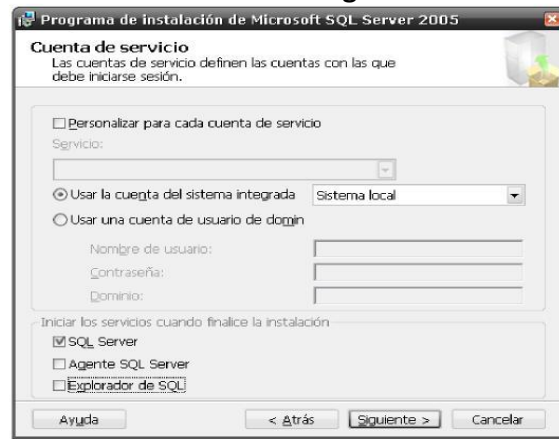 Programa de instalación de Microsoft SQL Server 2005
Cuenta de servicio
Las cuentas de servicio definen las cuentas con las que
debe iniciarse sesión.
Personalizar para cada cuenta de servicio
Servicio:
Usar la cuenta del sistema integrada Sistema local
Usar una cuenta de usuario de domin
Nombre de usuario:
Contraseña:
Dominio:
Iniciar los servicios cuando finalice la instalación
SQL Server
Agente SQL Server
Explorador de SQL
Ayuda < Atrás Siguiente > Cancelar